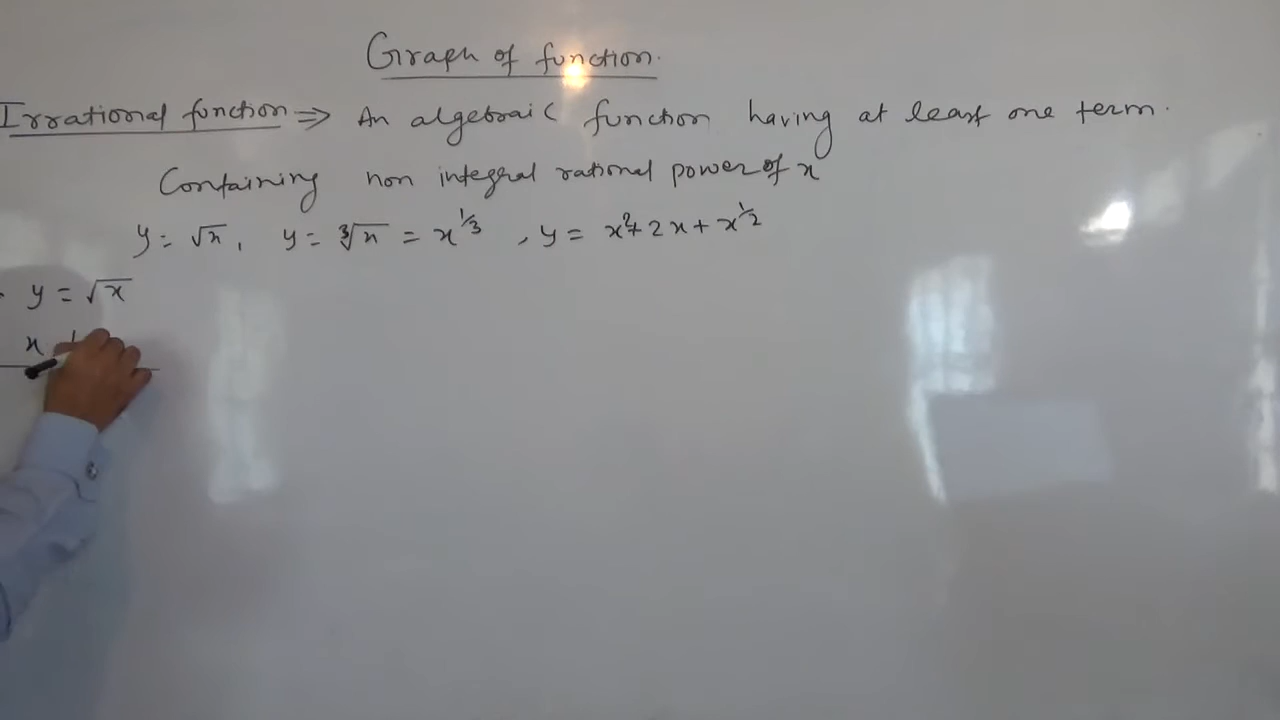 Graph of function.
Irrational function ⇒ An algebraic function having at least one term.
Containing non integral rational power of x
y = √x, y = ∛x = x^1/3, y = x²+2x+x^1/2
y = √x
x